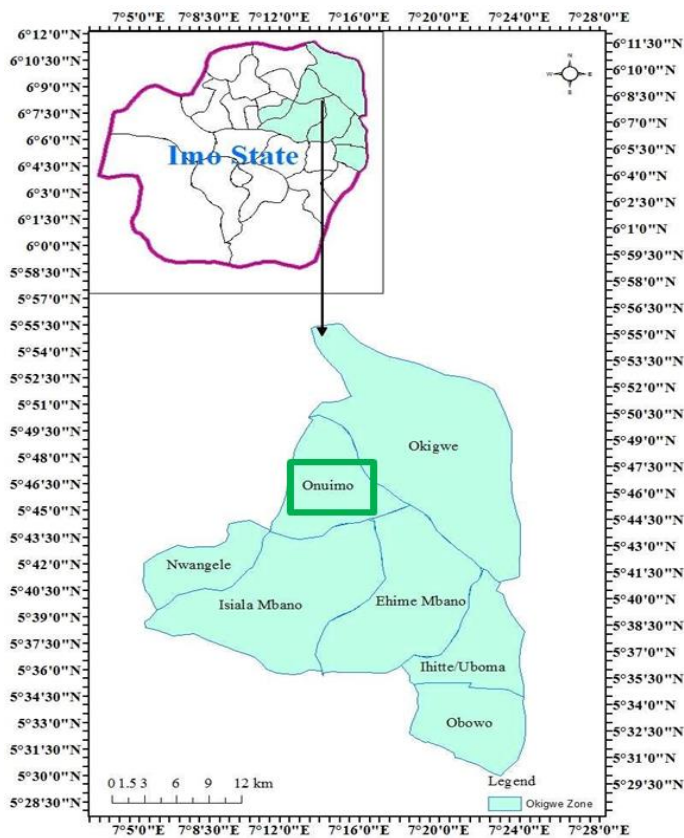 7°5'0"E 7°8'30"E 7°12'0"E 7°16'0"E 7°20'0"E 7°24'0"E 7°28'0"E
6°12'0"N
6°10'30"N
6°9'0"N
6°7'30"N
6°6'0"N
6°4'30"N
6°3'0"N
6°1'30"N
6°0'0"N
5°58'30"N
5°57'0"N
5°55'30"N
5°54'0"N
5°52'30"N
5°51'0"N
5°49'30"N
5°48'0"N
5°46'30"N
5°45'0"N
5°43'30"N
5°42'0"N
5°40'30"N
5°39'0"N
5°37'30"N
5°36'0"N
5°34'30"N
5°33'0"N
5°31'30"N
5°30'0"N
5°28'30"N
Imo State
N
W E
S
Okigwe
Onuimo
Nwangele
Isiala Mbano
Ehime Mbano
Ihitte/Uboma
Obowo
0 1.5 3 6 9 12 km
Legend
Okigwe Zone
6°11'30"N
6°10'0"N
6°8'30"N
6°7'0"N
6°5'30"N
6°4'0"N
6°2'30"N
6°1'0"N
5°59'30"N
5°58'0"N
5°56'30"N
5°55'0"N
5°53'30"N
5°52'0"N
5°50'30"N
5°49'0"N
5°47'30"N
5°46'0"N
5°44'30"N
5°43'0"N
5°41'30"N
5°40'0"N
5°38'30"N
5°37'0"N
5°35'30"N
5°34'0"N
5°32'30"N
5°31'0"N
5°29'30"N
7°5'0"E 7°8'30"E 7°12'0"E 7°16'0"E 7°20'0"E 7°24'0"E 7°28'0"E